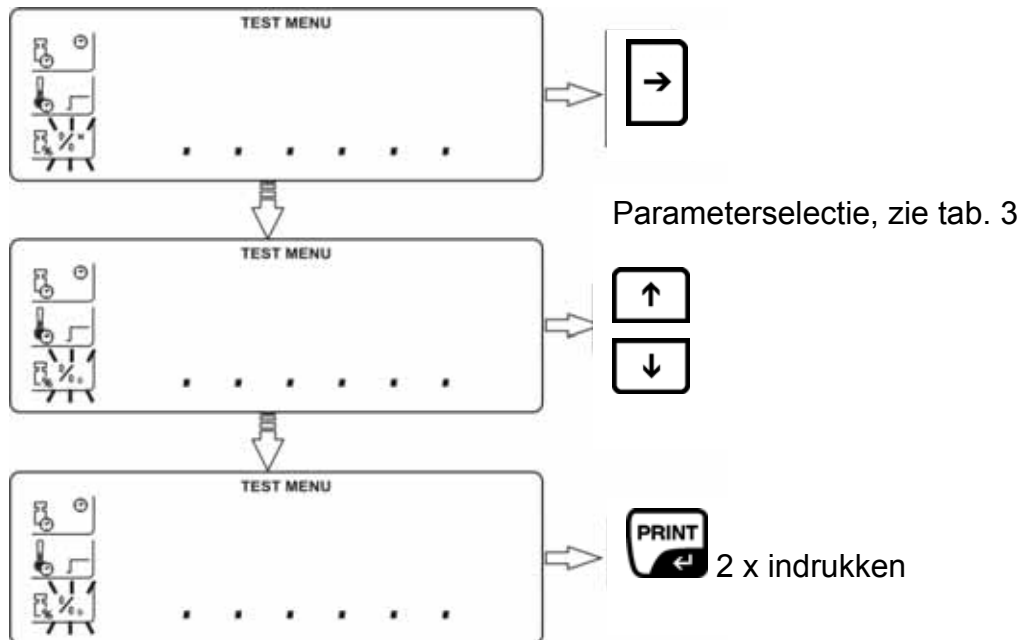 TEST MENU
Parameterselectie, zie tab. 3
TEST MENU
TEST MENU
PRINT
2 x indrukken